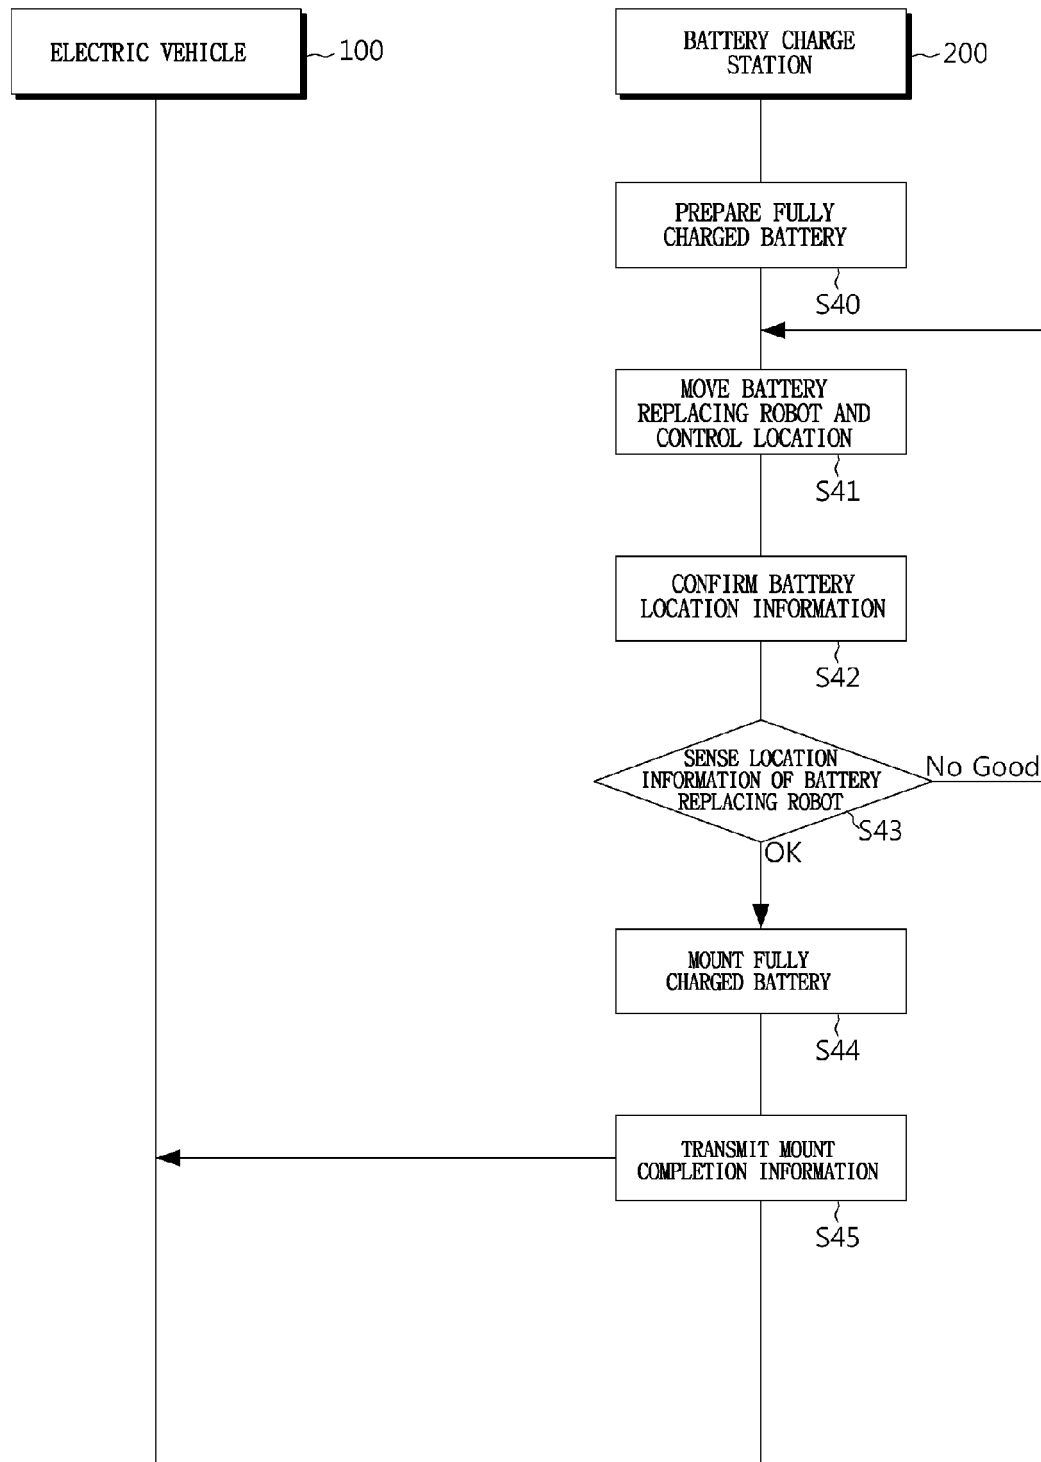 ELECTRIC VEHICLE
100
BATTERY CHARGE
STATION
200
PREPARE FULLY
CHARGED BATTERY
S40
MOVE BATTERY
REPLACING ROBOT AND
CONTROL LOCATION
S41
CONFIRM BATTERY
LOCATION INFORMATION
S42
SENSE LOCATION
INFORMATION OF BATTERY
REPLACING ROBOT
No Good
S43
OK
MOUNT FULLY
CHARGED BATTERY
S44
TRANSMIT MOUNT
COMPLETION INFORMATION
S45